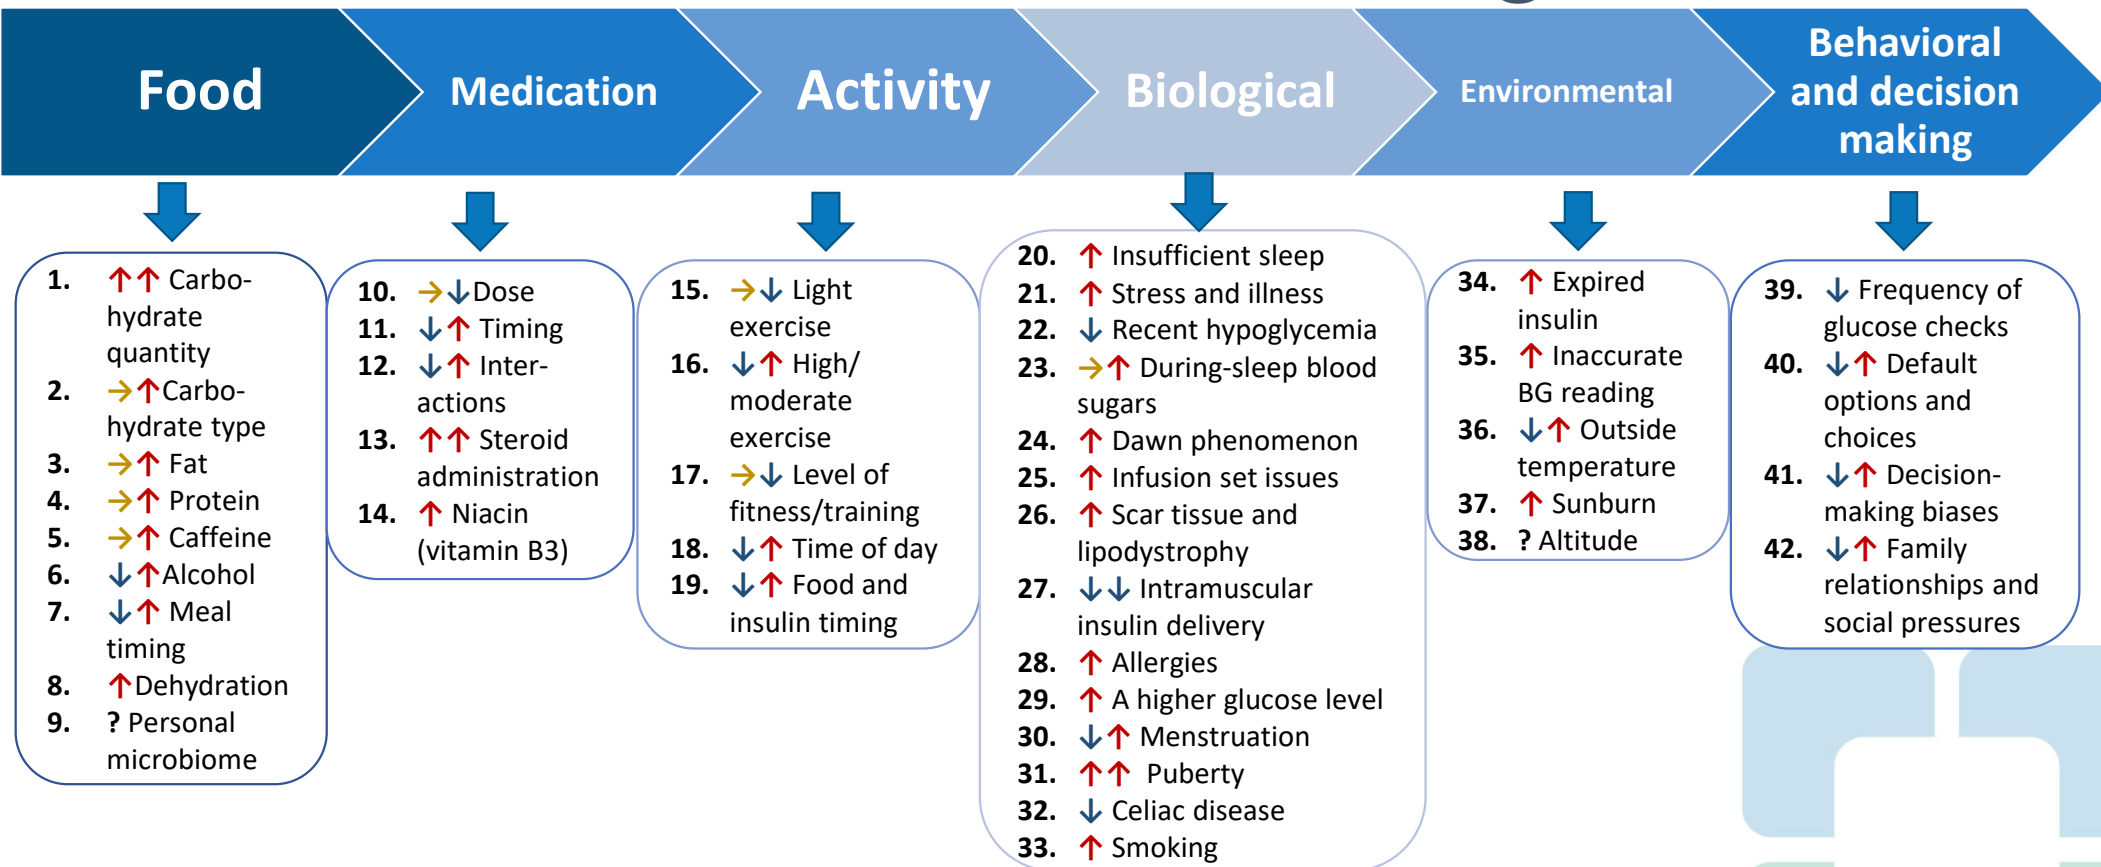 Food
Medication
Activity
Biological
Environmental
Behavioral
and decision
making
1. ↑↑ Carbo-
hydrate
quantity
2. →↑Carbo-
hydrate type
3. →↑ Fat
4. →↑ Protein
5. →↑ Caffeine
6. ↓↑Alcohol
7. ↓↑ Meal
timing
8. ↑Dehydration
9. ? Personal
microbiome
10. →↓Dose
11. ↓↑ Timing
12. ↓↑ Inter-
actions
13. ↑↑ Steroid
administration
14. ↑ Niacin
(vitamin B3)
15. →↓ Light
exercise
16. ↓↑ High/
moderate
exercise
17. →↓ Level of
fitness/training
18. ↓↑ Time of day
19. ↓↑ Food and
insulin timing
20. ↑ Insufficient sleep
21. ↑ Stress and illness
22. ↓ Recent hypoglycemia
23. →↑ During-sleep blood
sugars
24. ↑ Dawn phenomenon
25. ↑ Infusion set issues
26. ↑ Scar tissue and
lipodystrophy
27. ↓↓ Intramuscular
insulin delivery
28. ↑ Allergies
29. ↑ A higher glucose level
30. ↓↑ Menstruation
31. ↑↑ Puberty
32. ↓ Celiac disease
33. ↑ Smoking
34. ↑ Expired
insulin
35. ↑ Inaccurate
BG reading
36. ↓↑ Outside
temperature
37. ↑ Sunburn
38. ? Altitude
39. ↓ Frequency of
glucose checks
40. ↓↑ Default
options and
choices
41. ↓↑ Decision-
making biases
42. ↓↑ Family
relationships and
social pressures